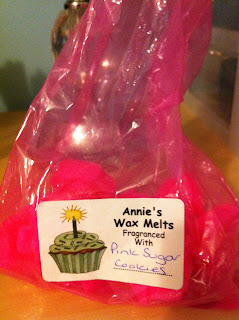 Annie's
Wax Melts
Fragranced
With
Pink Sugar
Cookies